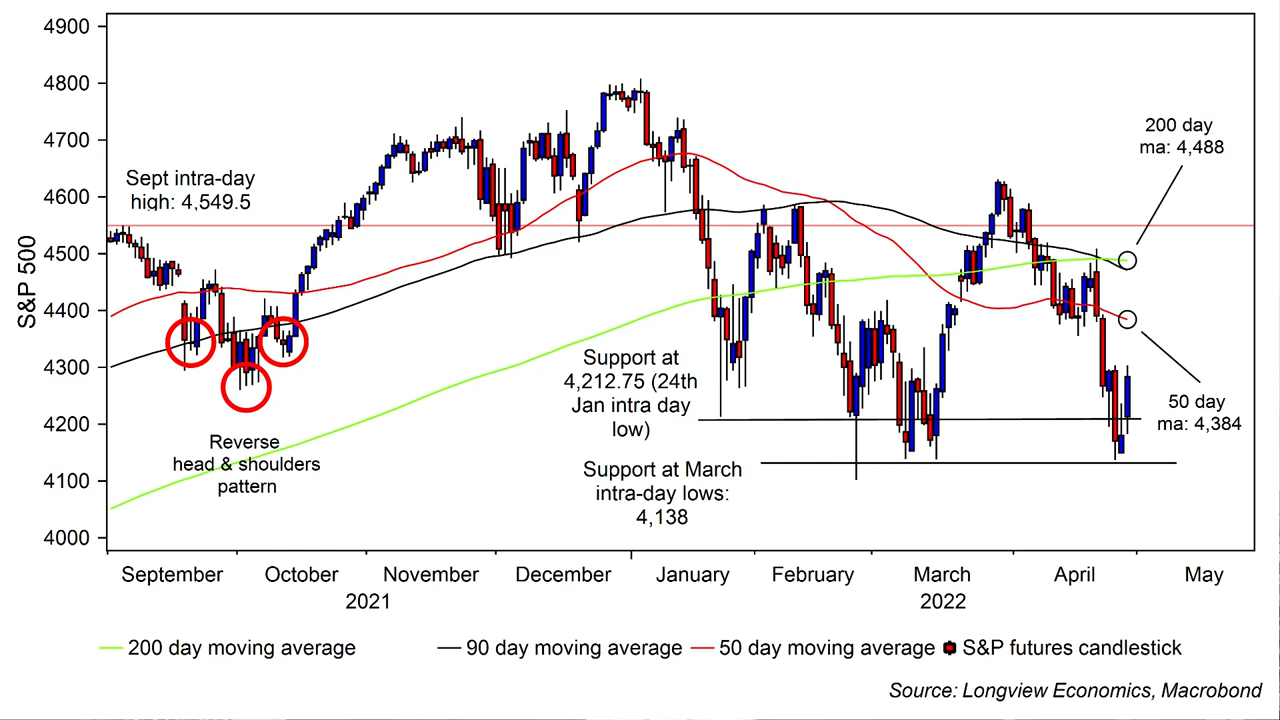 4900
4800
4700
4600
4500
4400
4300
4200
4100
4000
S&P 500
Sept intra-day
high: 4,549.5
Reverse
head & shoulders
pattern
Support at
4,212.75 (24th
Jan intra day
low)
Support at March
intra-day lows:
4,138
200 day
ma: 4,488
50 day
ma: 4,384
September October November December January February March April May
2021 2022
200 day moving average 90 day moving average 50 day moving average S&P futures candlestick
Source: Longview Economics, Macrobond